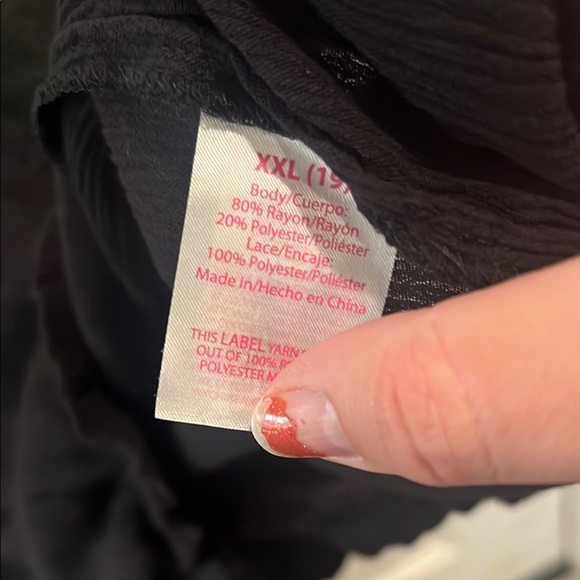 XXL (19)
Body/Cuerpo:
80% Rayon/Rayón
20% Polyester/Poliéster
Lace/Encaje:
100% Polyester/Poliéster
Made in/Hecho en China
THIS LABEL YARN
OUT OF 100%
POLYESTER